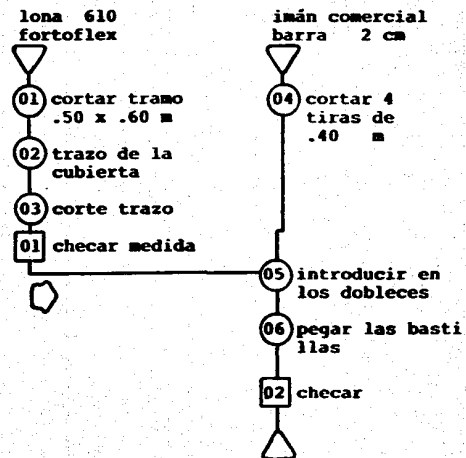 lona 610
fortoflex
01 cortar tramo
.50 x .60 m
02 trazo de la
cubierta
03 corte trazo
01 checar medida
imán comercial
barra 2 cm
04 cortar 4
tiras de
.40 m
05 introducir en
los dobleces
06 pegar las basti
llas
02 checar